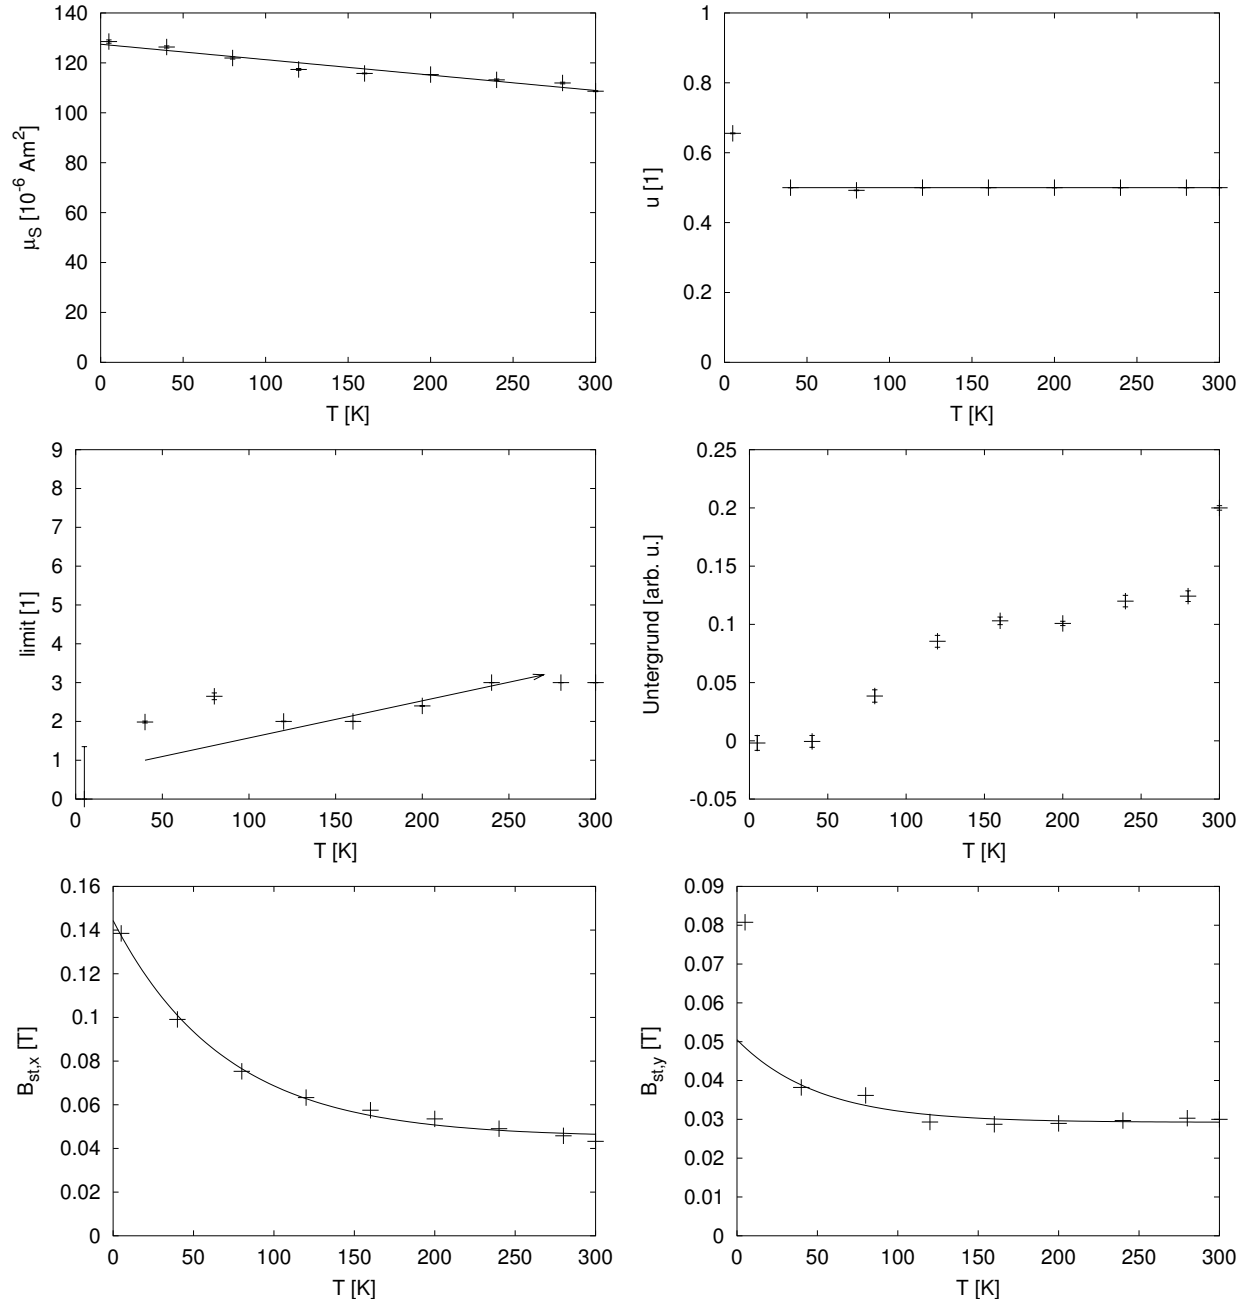 140
120
100
80
60
40
20
0
μS [10-6 Am2]
0 50 100 150 200 250 300
T [K]
1
0.8
0.6
0.4
0.2
0
u [1]
0 50 100 150 200 250 300
T [K]
9
8
7
6
5
4
3
2
1
0
limit [1]
0 50 100 150 200 250 300
T [K]
0.25
0.2
0.15
0.1
0.05
0
-0.05
Untergrund [arb. u.]
0 50 100 150 200 250 300
T [K]
0.16
0.14
0.12
0.1
0.08
0.06
0.04
0.02
0
Bst,x [T]
0 50 100 150 200 250 300
T [K]
0.09
0.08
0.07
0.06
0.05
0.04
0.03
0.02
0.01
0
Bst,y [T]
0 50 100 150 200 250 300
T [K]